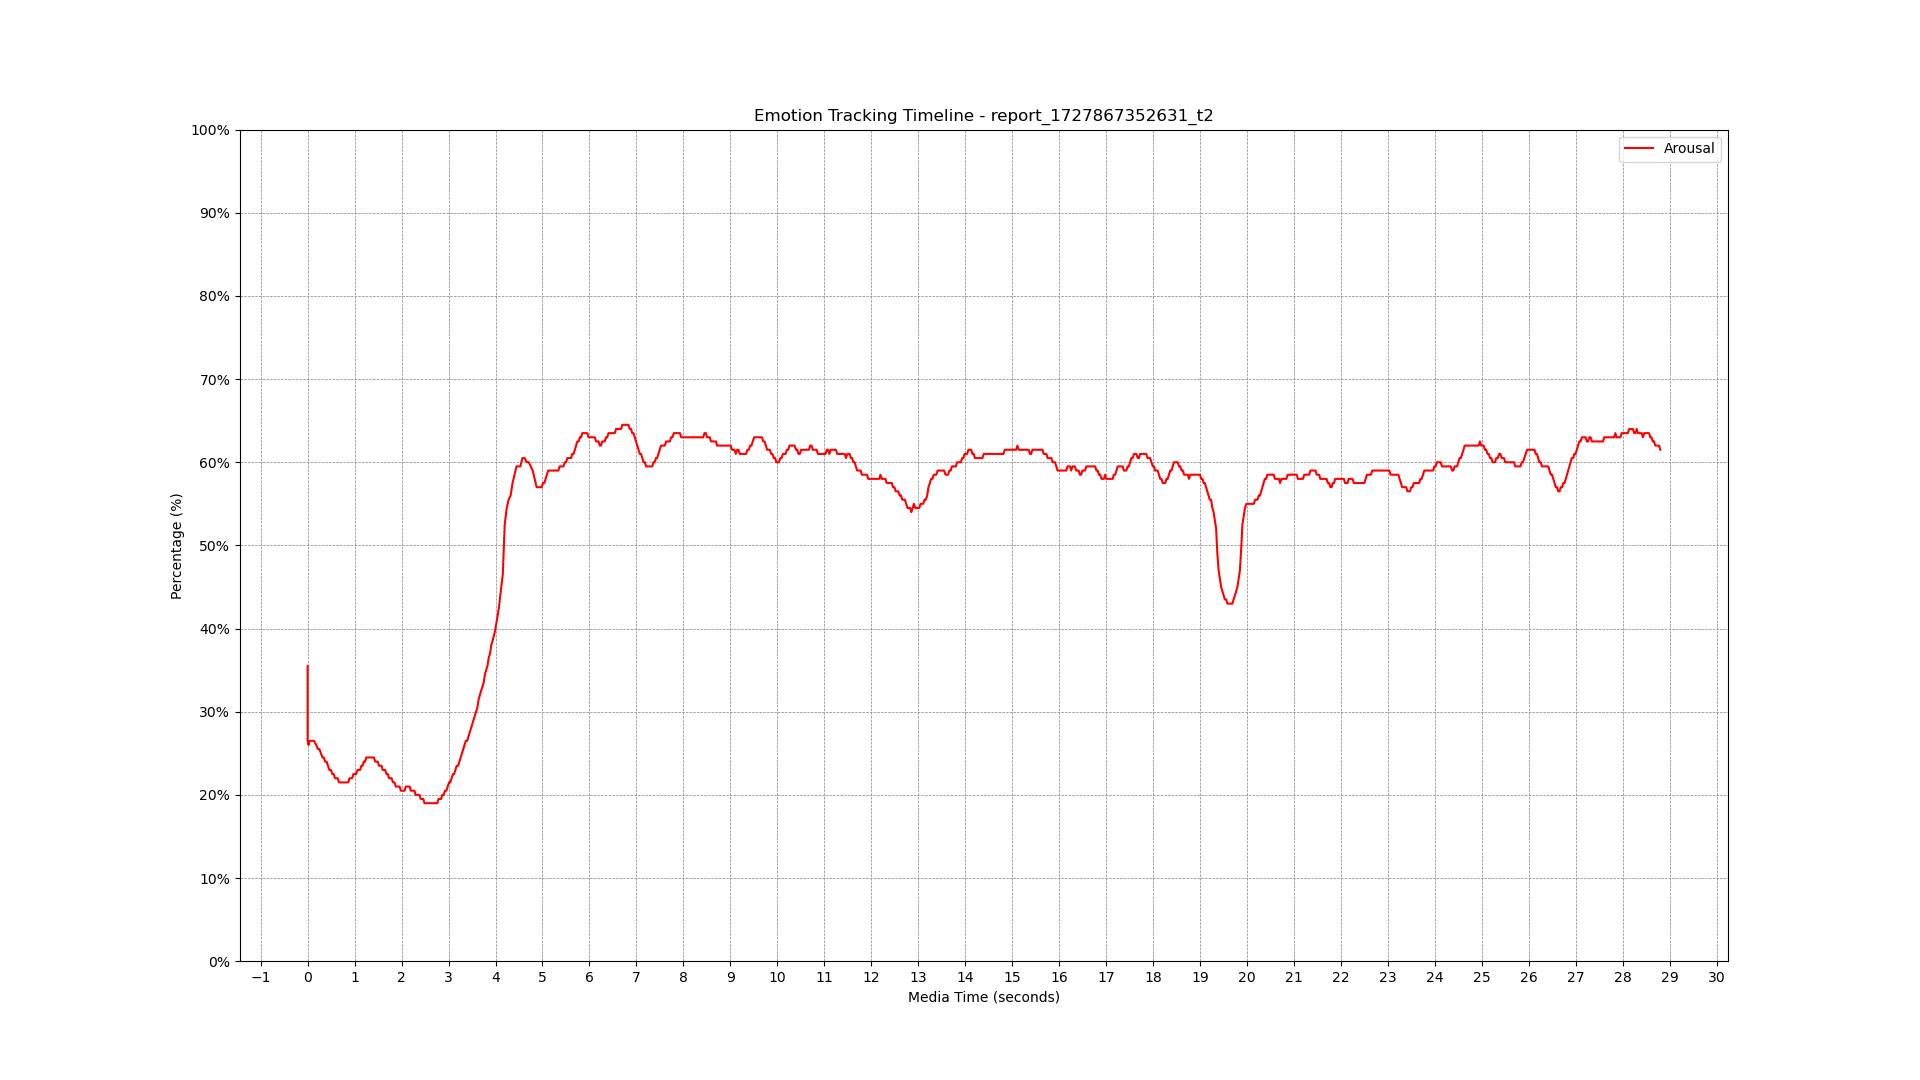 Emotion Tracking Timeline - report_1727867352631_t2
Arousal
100%
90%
80%
70%
60%
50%
40%
30%
20%
10%
0%
Percentage (%)
−1 0 1 2 3 4 5 6 7 8 9 10 11 12 13 14 15 16 17 18 19 20 21 22 23 24 25 26 27 28 29 30
Media Time (seconds)